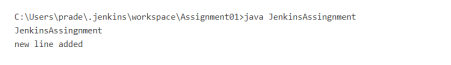 C:\Users\prade\.jenkins\workspace\Assignment01>java JenkinsAssingnment
JenkinsAssingnment
new line added